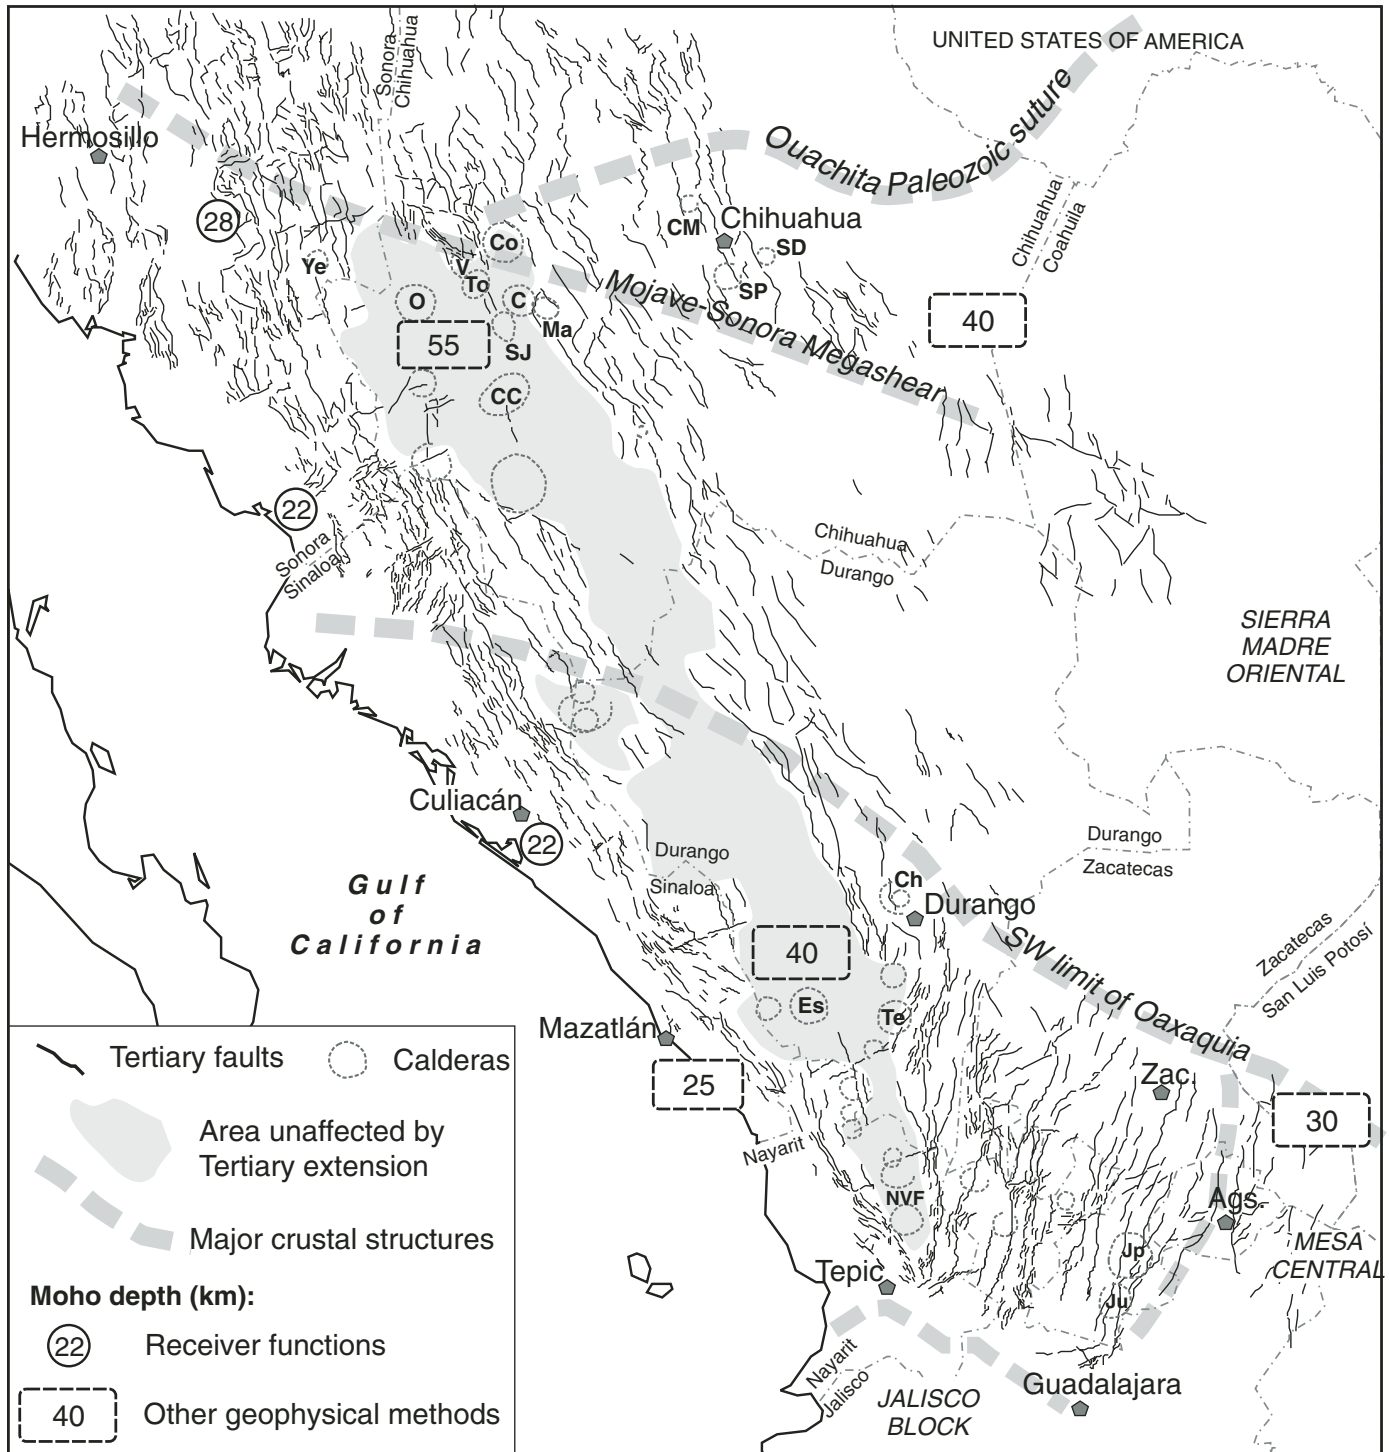 UNITED STATES OF AMERICA
Sonora
Chihuahua
Hermosillo
Ouachita Paleozoic suture
28
CM
Chihuahua
SD
SP
Chihuahua
Coahuila
Ye
Co
V
To
O
C
Ma
SJ
55
CC
Mojave-Sonora Megashear
40
22
Sonora
Sinaloa
Chihuahua
Durango
SIERRA
MADRE
ORIENTAL
Culiacán
22
Durango
Sinaloa
Durango
Zacatecas
Gulf
of
California
Ch
Durango
SW limit of Oaxaquia
Zacatecas
San Luis Potosí
40
Es
Te
Mazatlán
25
Zac.
30
Nayarit
NVF
Ags.
Jp
Ju
MESA
CENTRAL
Tepic
Nayarit
Jalisco
JALISCO
BLOCK
Guadalajara
Tertiary faults
Calderas
Area unaffected by
Tertiary extension
Major crustal structures
Moho depth (km):
22
Receiver functions
40
Other geophysical methods